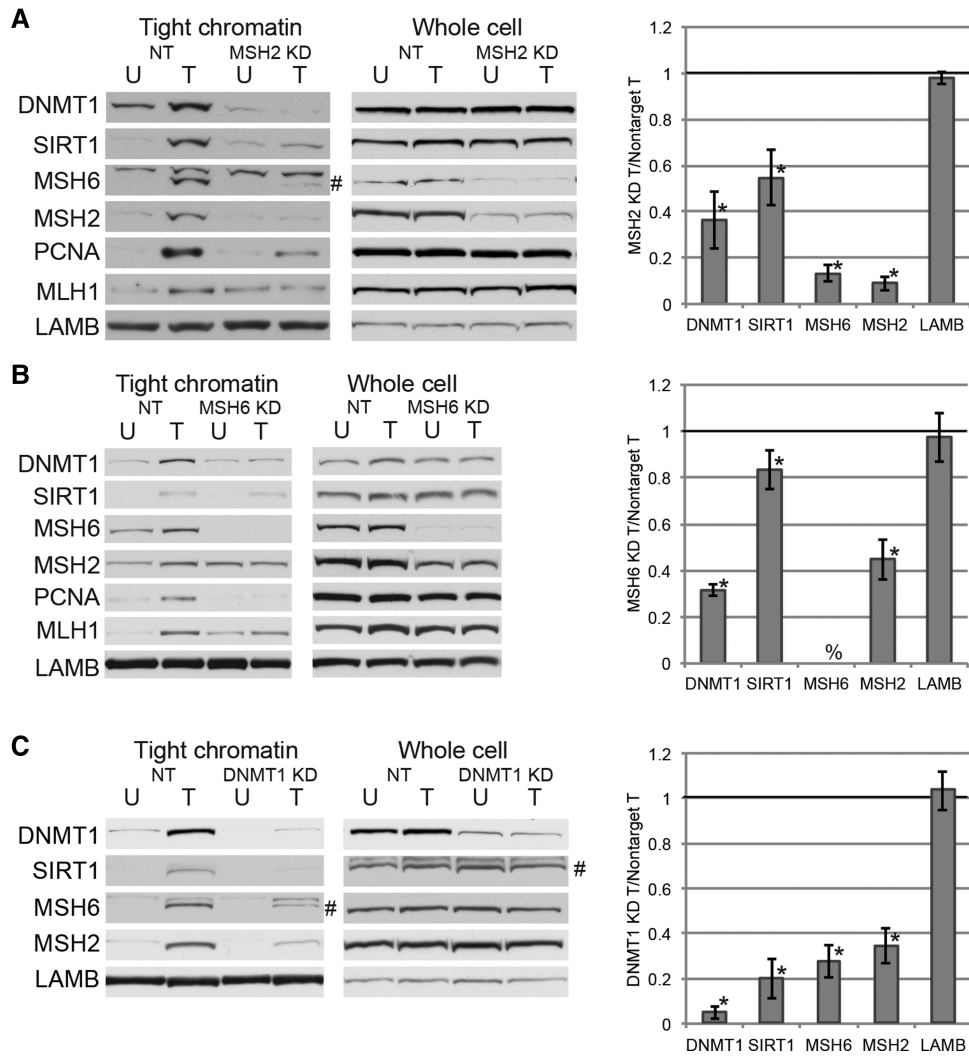 A
Tight chromatin
Whole cell
NT MSH2 KD
NT MSH2 KD
U T U T
U T U T
DNMT1
SIRT1
MSH6
#
MSH2
PCNA
MLH1
LAMB
MSH2 KD T/Nontarget T
1.2
1
0.8
0.6
0.4
0.2
0
* * * *
DNMT1 SIRT1 MSH6 MSH2 LAMB
B
Tight chromatin
Whole cell
NT MSH6 KD
NT MSH6 KD
U T U T
U T U T
DNMT1
SIRT1
MSH6
MSH2
PCNA
MLH1
LAMB
MSH6 KD T/Nontarget T
1.2
1
0.8
0.6
0.4
0.2
0
* * % *
DNMT1 SIRT1 MSH6 MSH2 LAMB
C
Tight chromatin
Whole cell
NT DNMT1 KD
NT DNMT1 KD
U T U T
U T U T
DNMT1
SIRT1
#
MSH6
#
MSH2
LAMB
DNMT1 KD T/Nontarget T
1.2
1
0.8
0.6
0.4
0.2
0
* * * *
DNMT1 SIRT1 MSH6 MSH2 LAMB